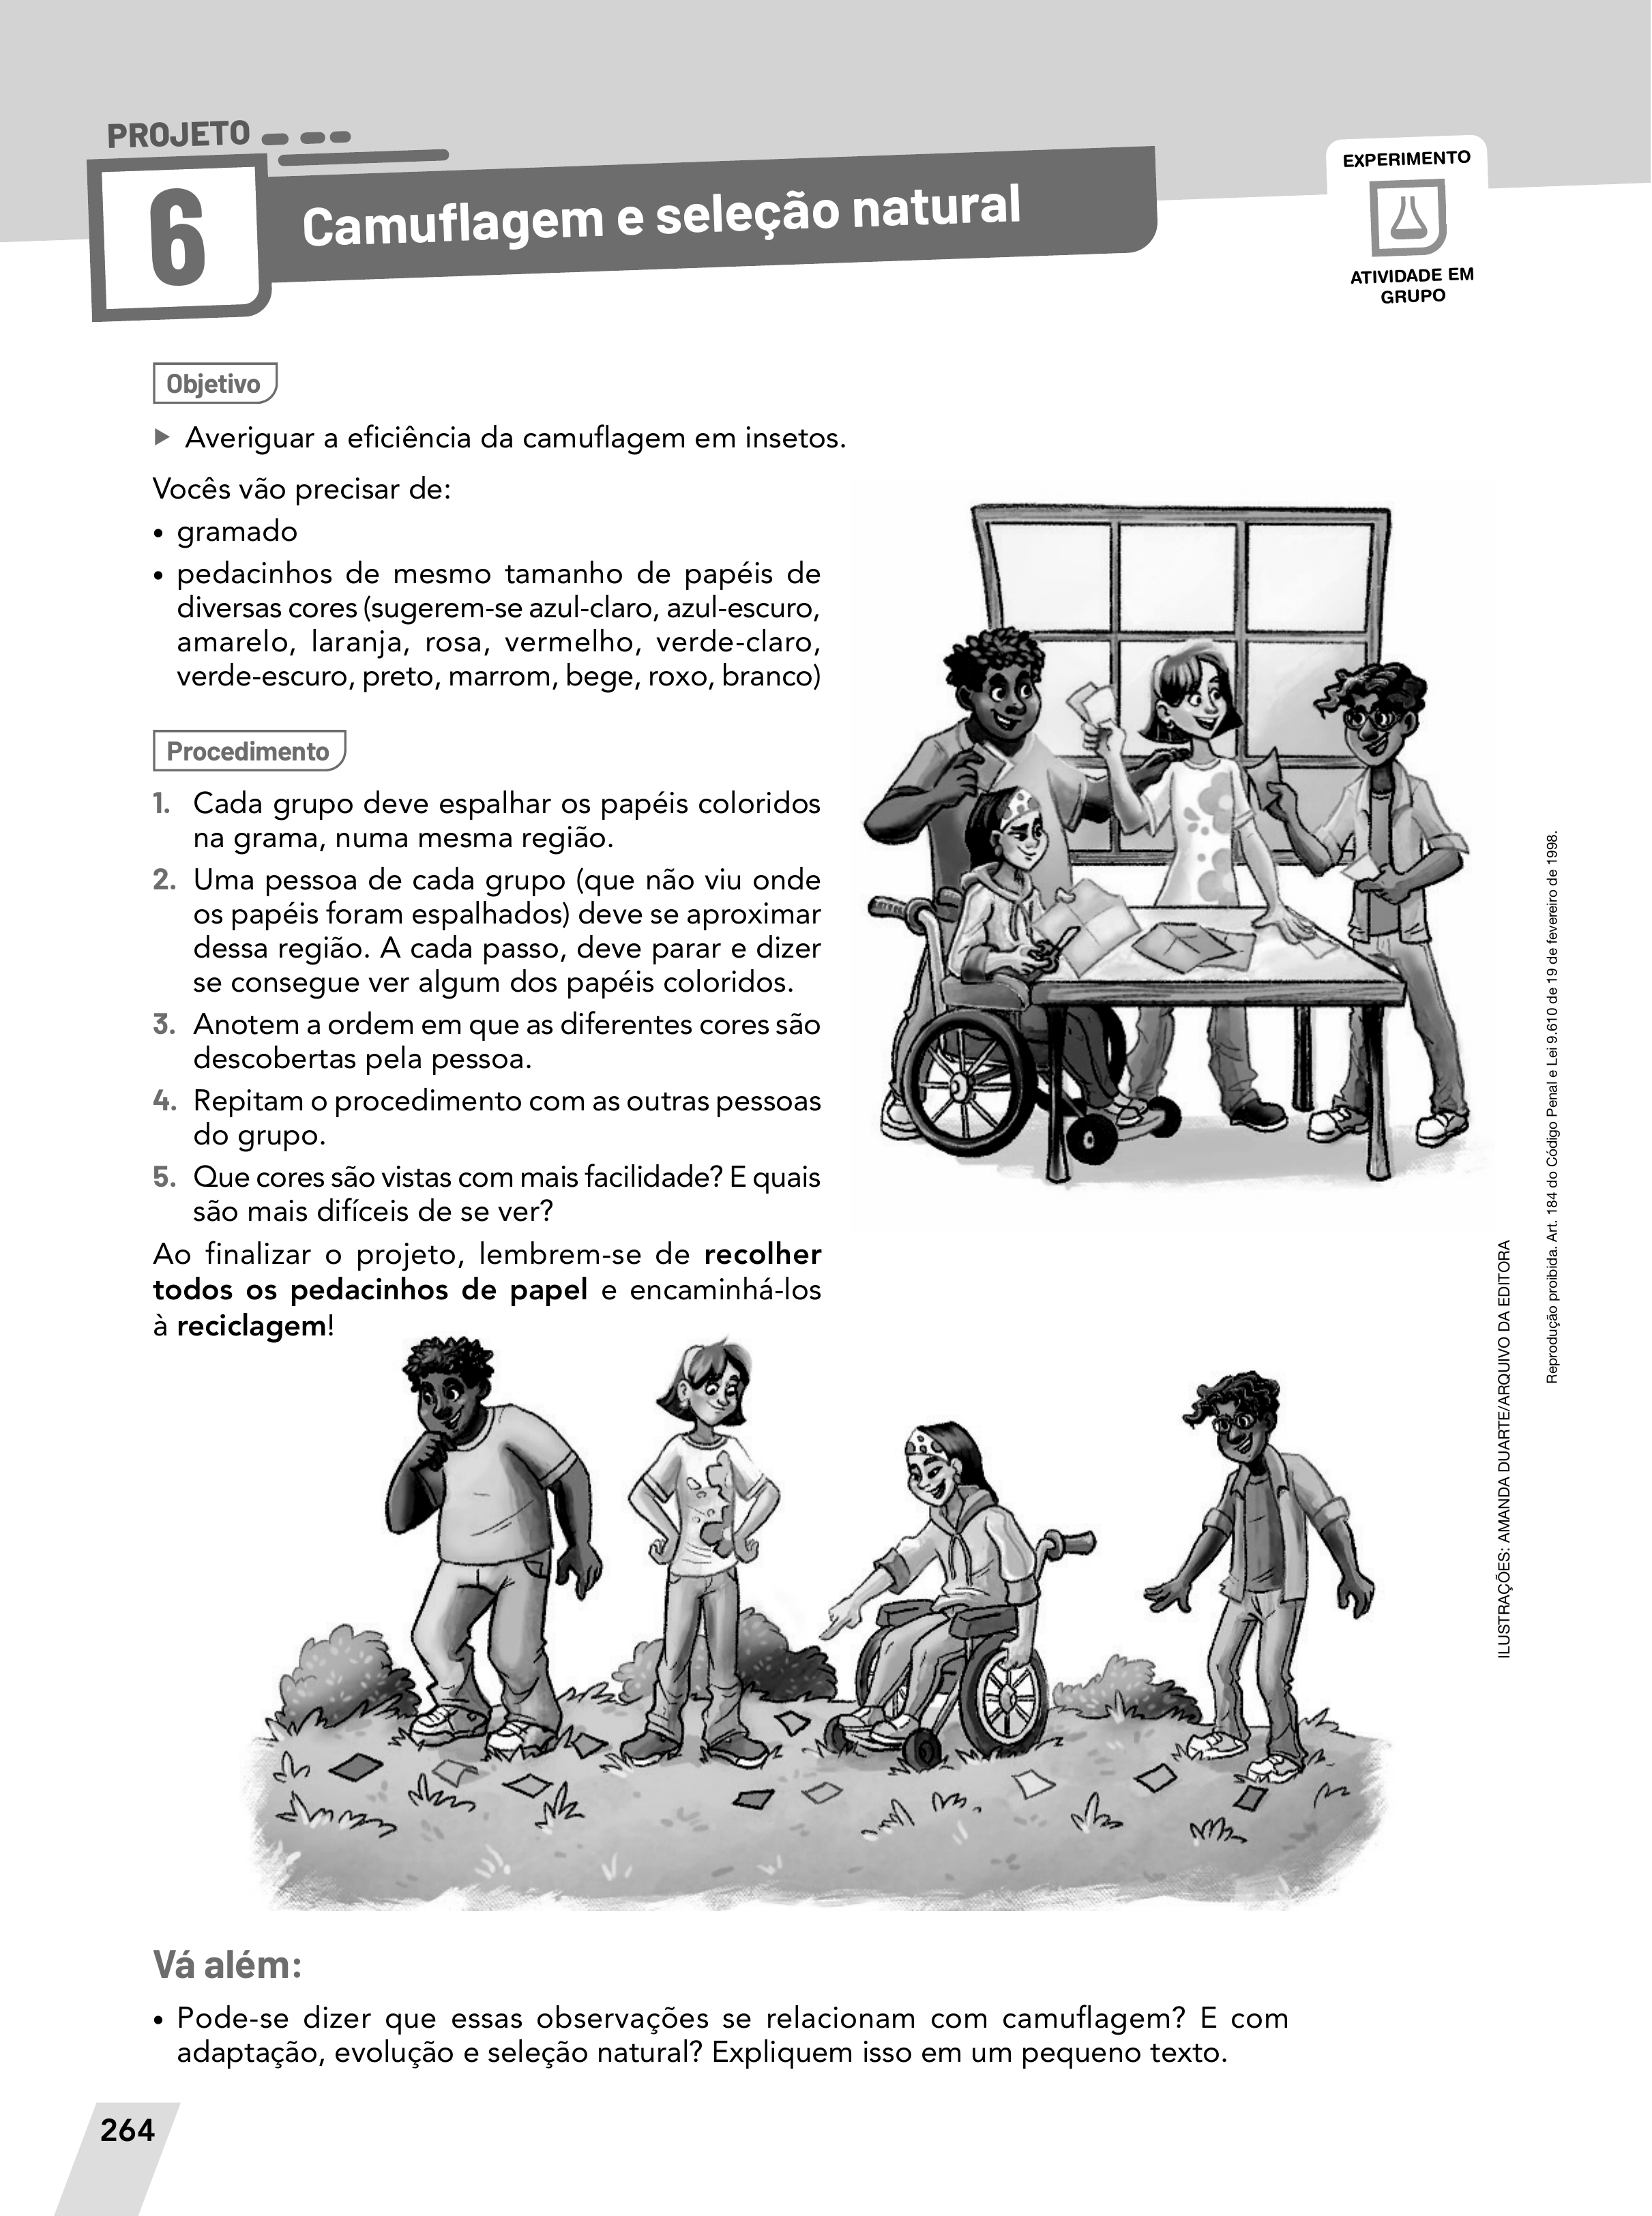 PROJETO
6
Camuflagem e seleção natural
EXPERIMENTO
ATIVIDADE EM
GRUPO
Objetivo
Averiguar a eficiência da camuflagem em insetos.
Vocês vão precisar de:
• gramado
• pedacinhos de mesmo tamanho de papéis de
diversas cores (sugerem-se azul-claro, azul-escuro,
amarelo, laranja, rosa, vermelho, verde-claro,
verde-escuro, preto, marrom, bege, roxo, branco)
Procedimento
1. Cada grupo deve espalhar os papéis coloridos
na grama, numa mesma região.
2. Uma pessoa de cada grupo (que não viu onde
os papéis foram espalhados) deve se aproximar
dessa região. A cada passo, deve parar e dizer
se consegue ver algum dos papéis coloridos.
3. Anotem a ordem em que as diferentes cores são
descobertas pela pessoa.
4. Repitam o procedimento com as outras pessoas
do grupo.
5. Que cores são vistas com mais facilidade? E quais
são mais difíceis de se ver?
Ao finalizar o projeto, lembrem-se de recolher
todos os pedacinhos de papel e encaminhá-los
à reciclagem!
ILUSTRAÇÕES: AMANDA DUARTE/ARQUIVO DA EDITORA
Reprodução proibida. Art. 184 do Código Penal e Lei 9.610 de 19 de fevereiro de 1998.
Vá além:
• Pode-se dizer que essas observações se relacionam com camuflagem? E com
adaptação, evolução e seleção natural? Expliquem isso em um pequeno texto.
264